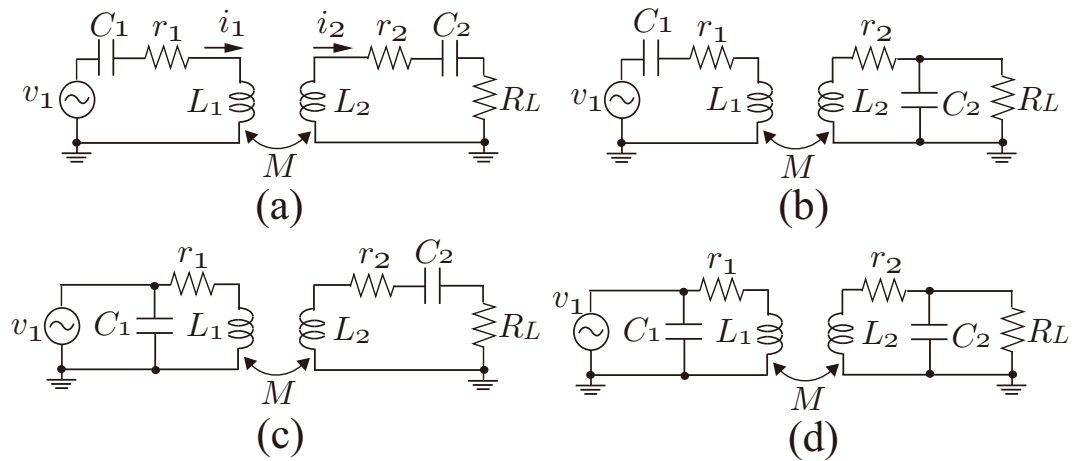 C1 r1 i1 i2 r2 C2
v1 L1 L2 RL
M
(a)
C1 r1 r2
v1 L1 L2 C2 RL
M
(b)
r1 r2 C2
v1 C1 L1 L2 RL
M
(c)
v1 r1 r2
C1 L1 L2 C2 RL
M
(d)